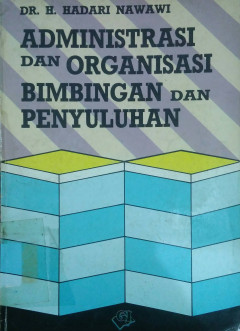 DR. H. HADARI NAWAWI
ADMINISTRASI
DAN ORGANISASI
BIMBINGAN DAN
PENYULUHAN